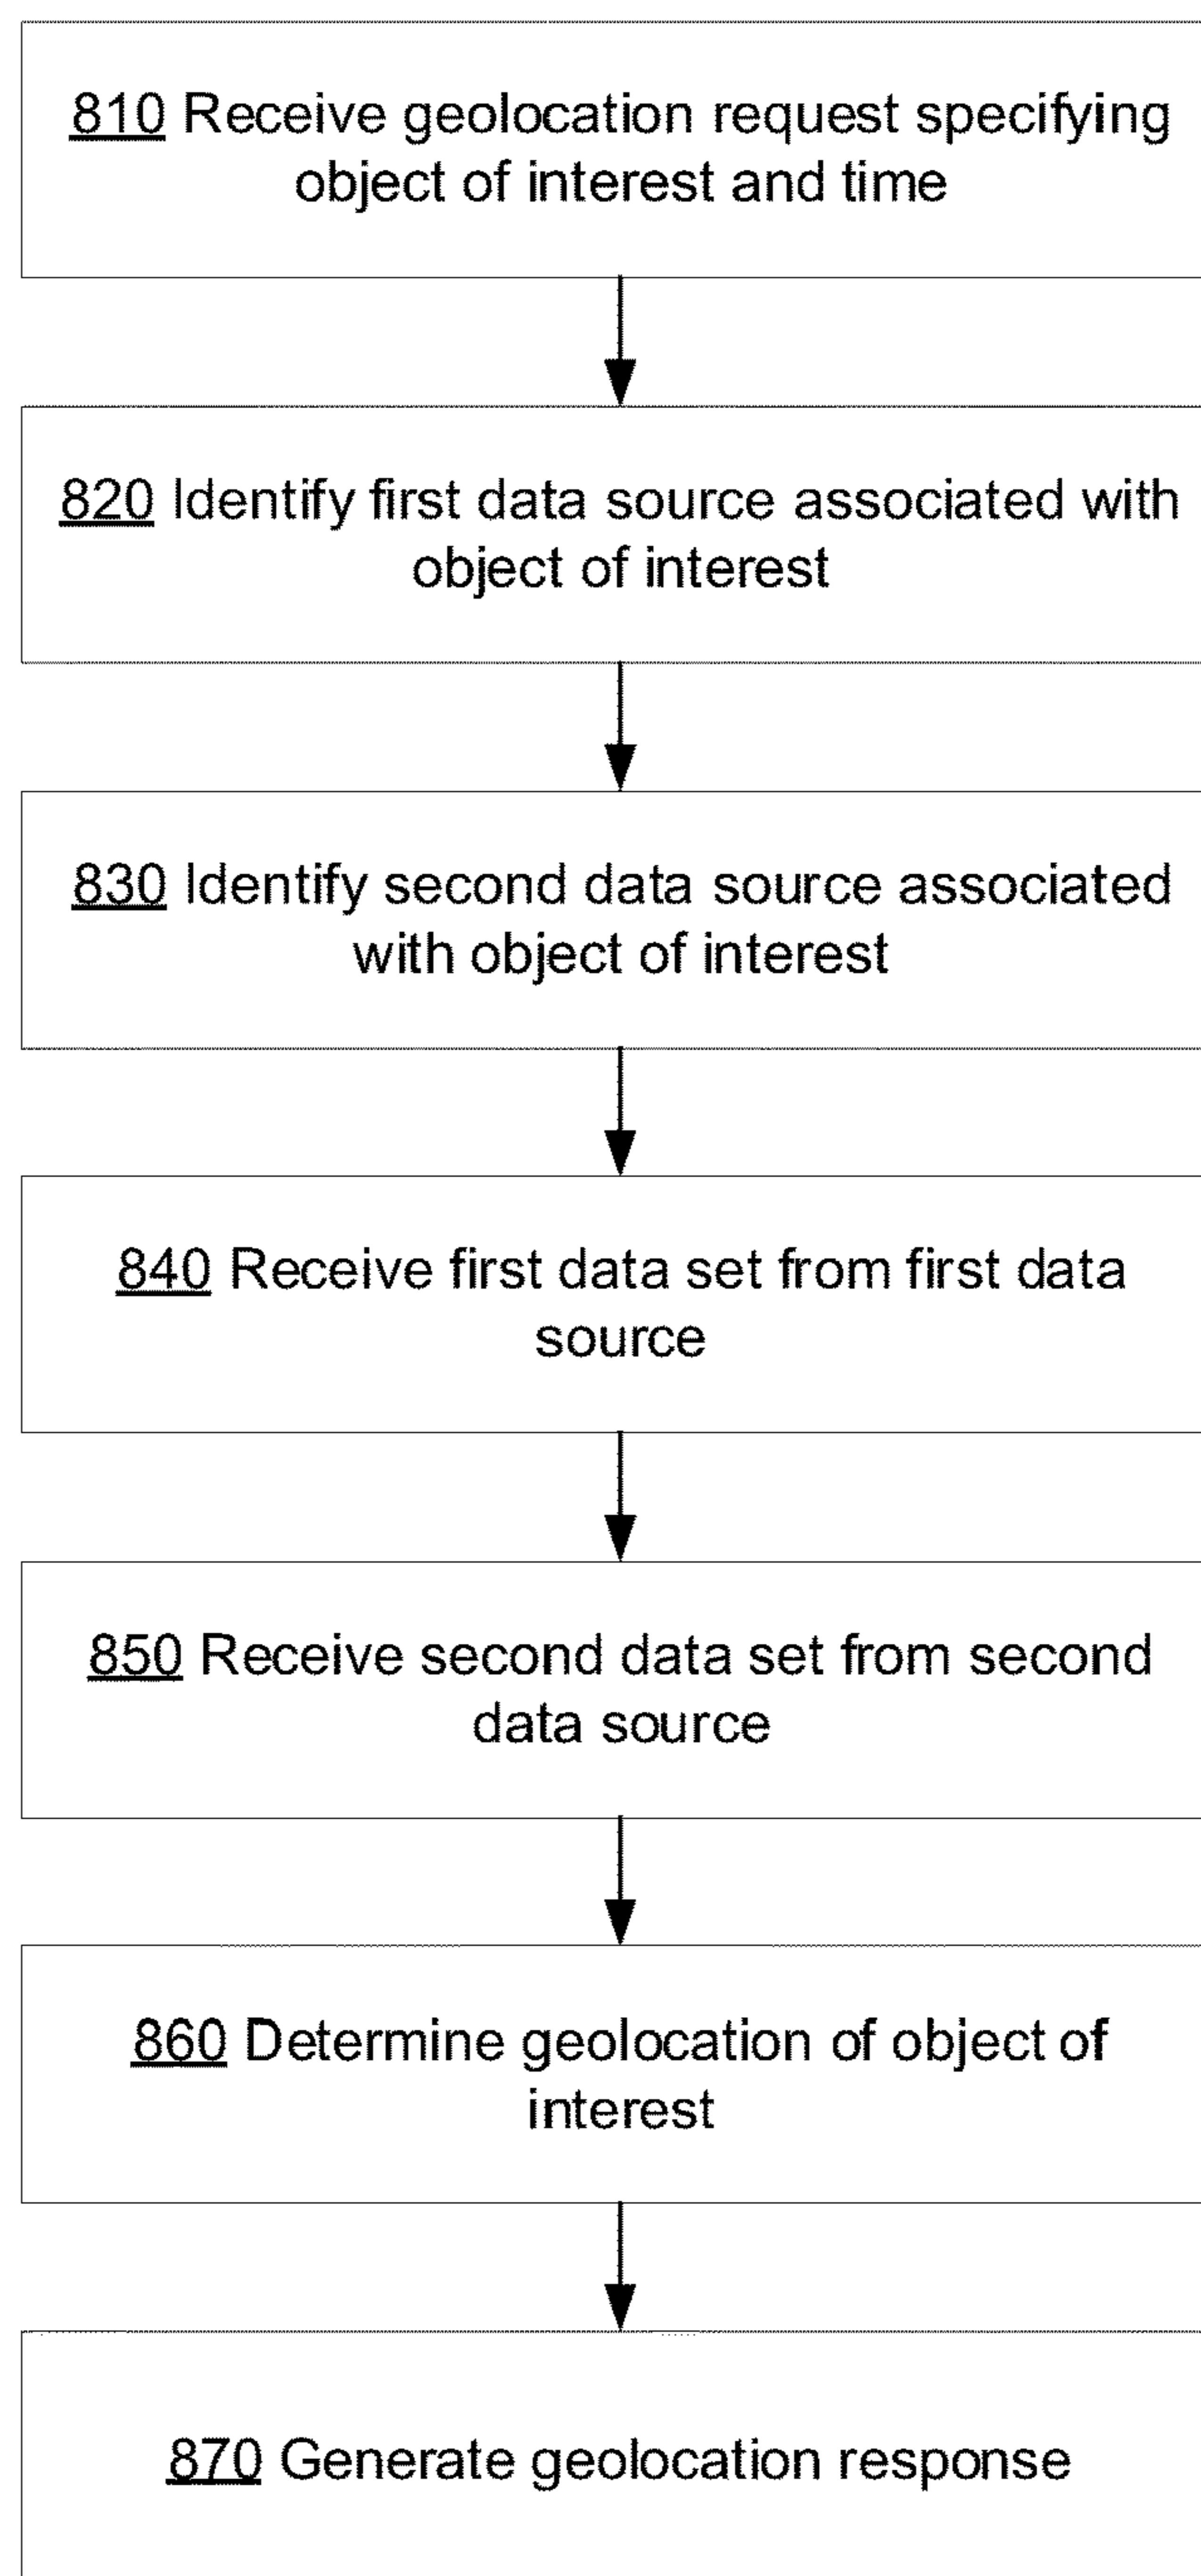 810 Receive geolocation request specifying
object of interest and time
820 Identify first data source associated with
object of interest
830 Identify second data source associated
with object of interest
840 Receive first data set from first data
source
850 Receive second data set from second
data source
860 Determine geolocation of object of
interest
870 Generate geolocation response